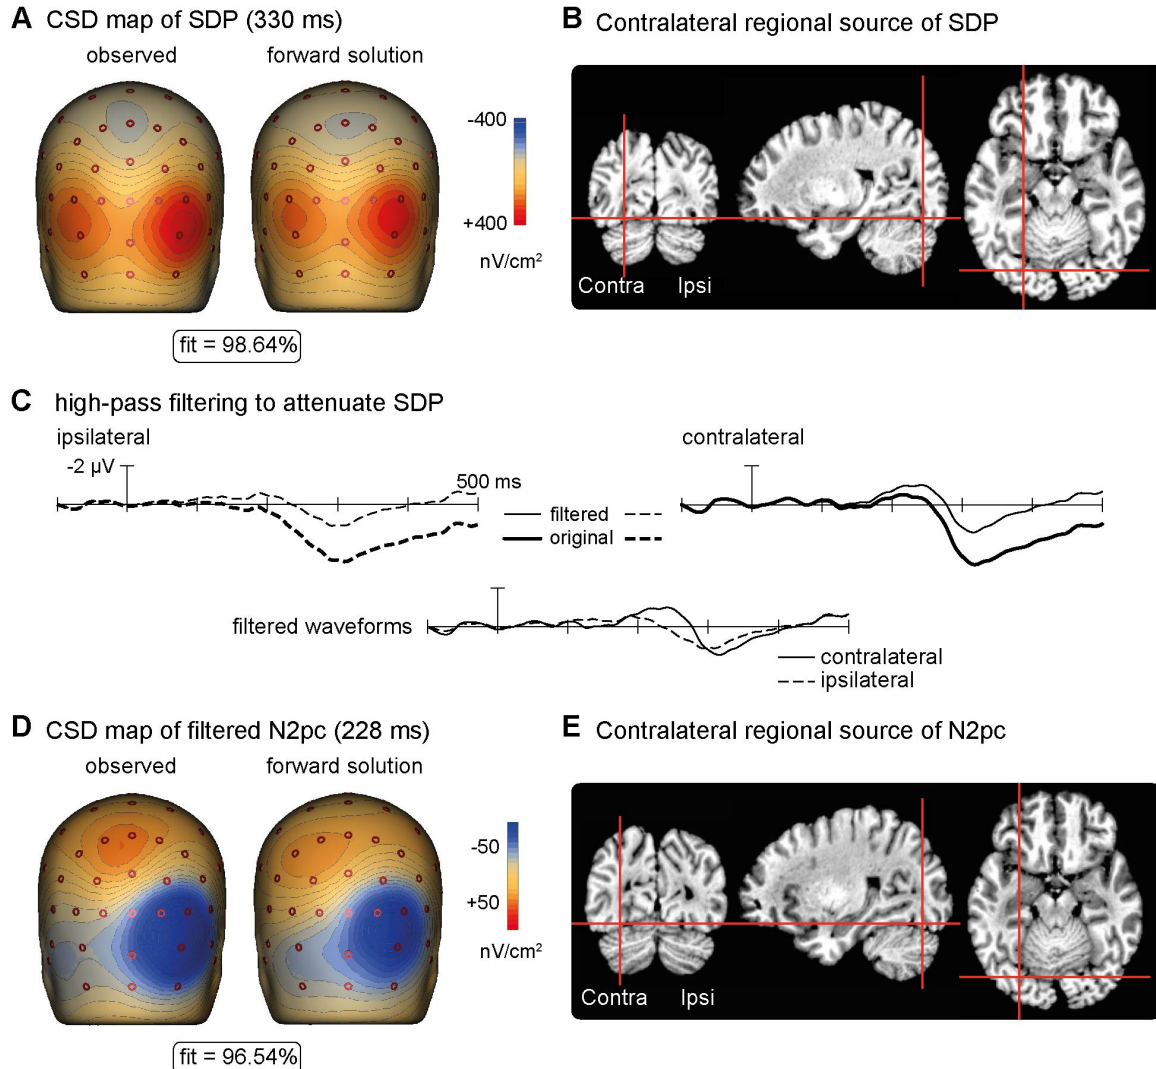 A CSD map of SDP (330 ms)
observed
forward solution
-400
+400
nV/cm²
fit = 98.64%
B Contralateral regional source of SDP
Contra
Ipsi
C high-pass filtering to attenuate SDP
ipsilateral
-2 µV
500 ms
filtered
original
contralateral
filtered waveforms
contralateral
ipsilateral
D CSD map of filtered N2pc (228 ms)
observed
forward solution
-50
+50
nV/cm²
fit = 96.54%
E Contralateral regional source of N2pc
Contra
Ipsi